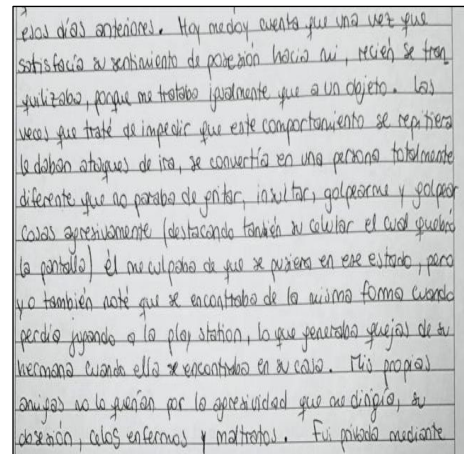 esos días anteriores. Hoy me doy cuenta que una vez que
satisfacía su sentimiento de posesión hacia mi, recién se tran
quilizaba, porque me trataba igualmente que a un objeto. Las
veces que traté de impedir que este comportamiento se repitiera
le daban ataques de ira, se convertía en una persona totalmente
diferente que no paraba de gritar, insultar, golpearme y golpear
cosas agresivamente (destacando también su celular el cual quebró
la pantalla) él me culpaba de que se pusiera en ese estado, pero
yo también noté que se encontraba de la misma forma cuando
perdía jugando a la play station, lo que generaba quejas de su
hermana cuando ella se encontraba en su casa. Mis propias
amigas no lo querían por la agresividad que me dirigía, su
obsesión, celos enfermos y maltratos. Fui privada mediante